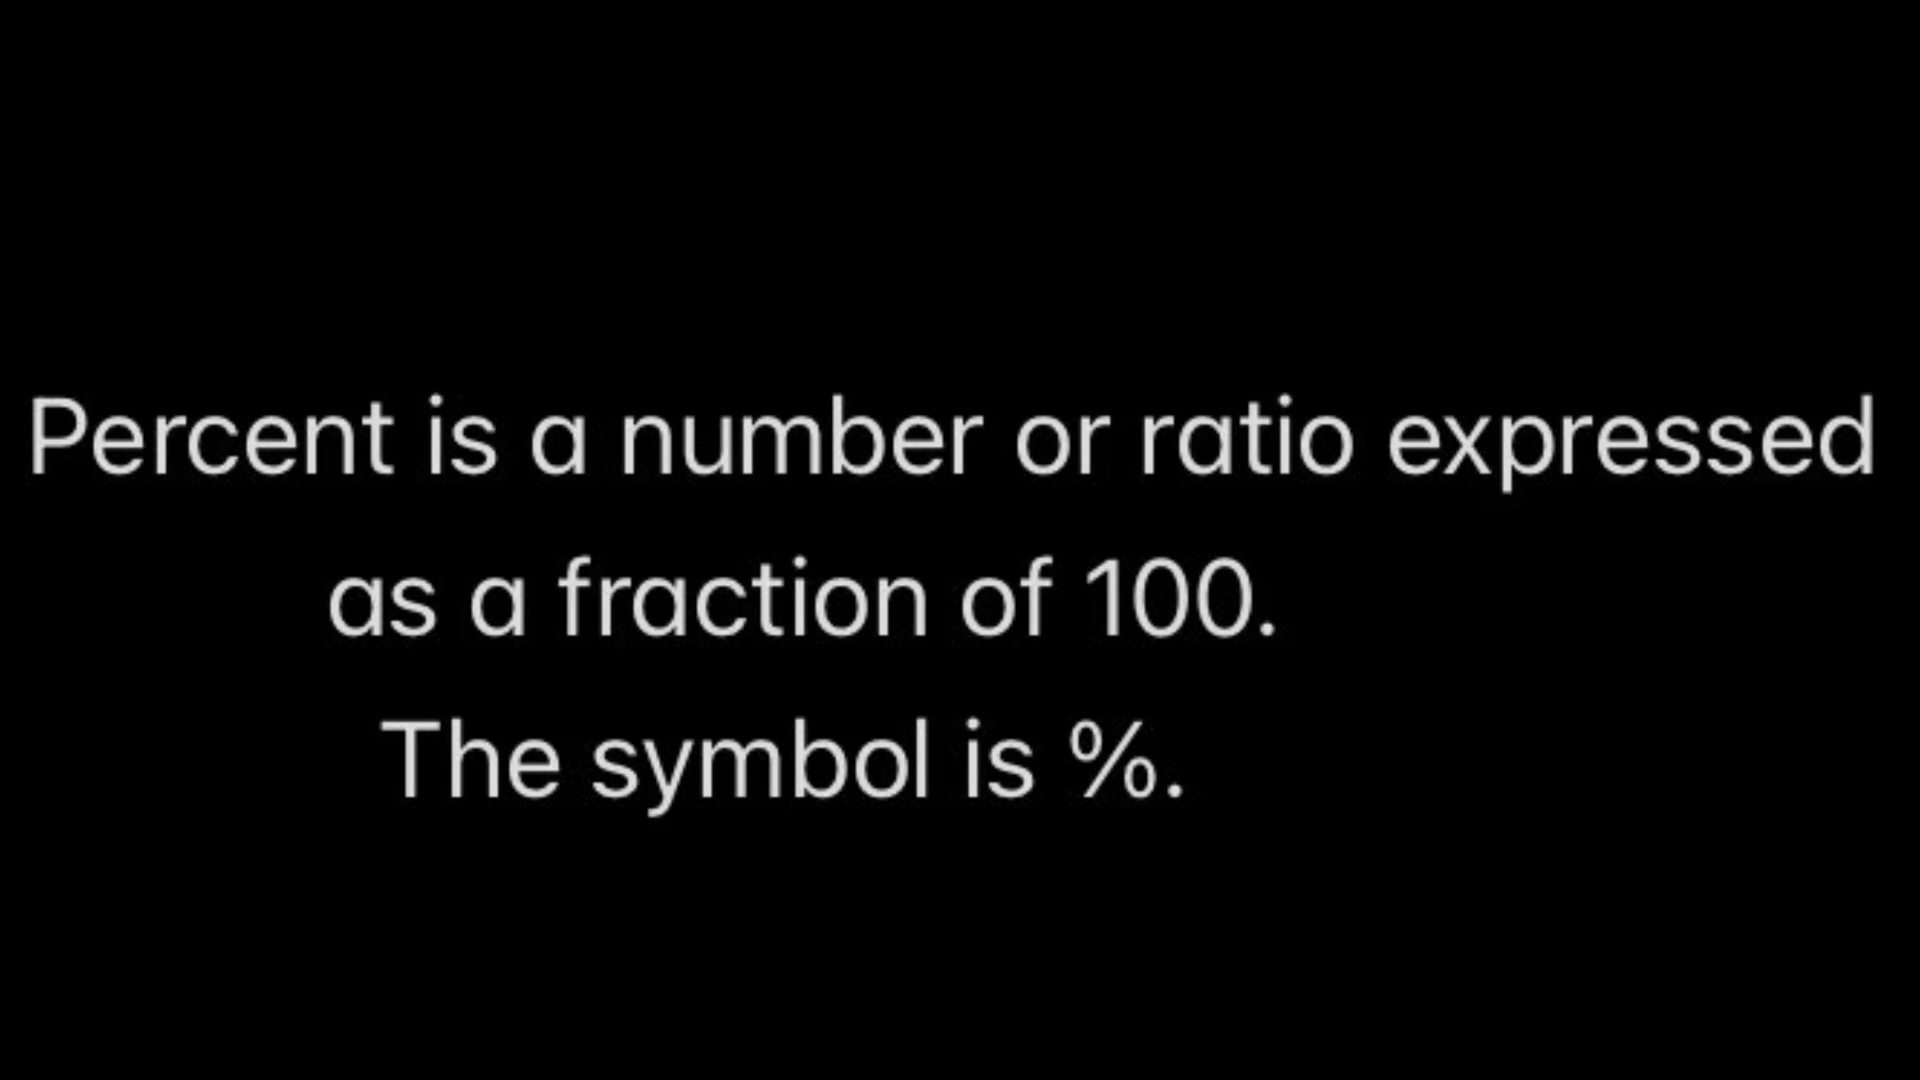 Percent is a number or ratio expressed
as a fraction of 100.
The symbol is %.